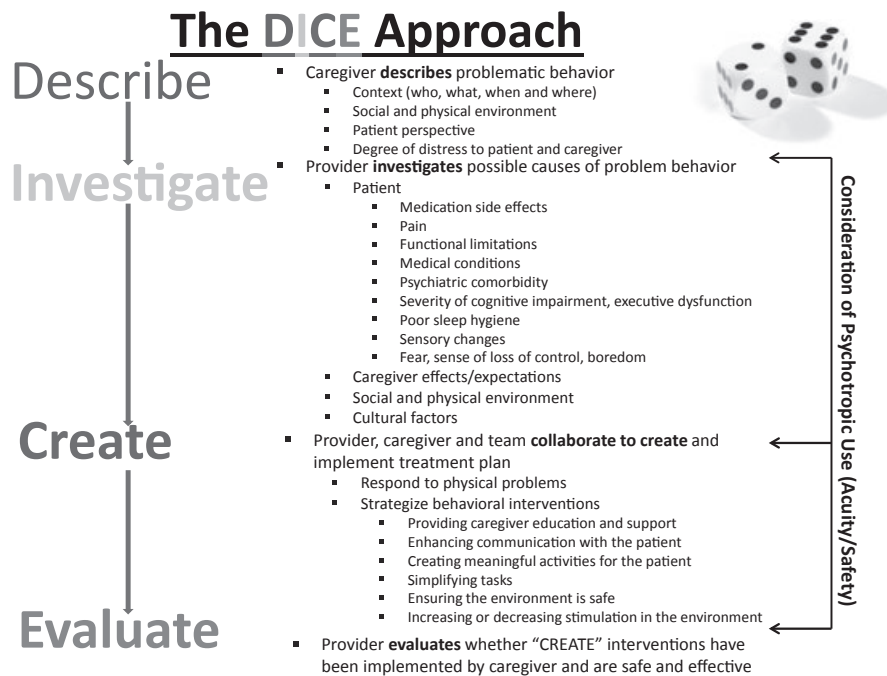 The DICE Approach
Describe
▪ Caregiver describes problematic behavior
▪ Context (who, what, when and where)
▪ Social and physical environment
▪ Patient perspective
▪ Degree of distress to patient and caregiver
Investigate
▪ Provider investigates possible causes of problem behavior
▪ Patient
▪ Medication side effects
▪ Pain
▪ Functional limitations
▪ Medical conditions
▪ Psychiatric comorbidity
▪ Severity of cognitive impairment, executive dysfunction
▪ Poor sleep hygiene
▪ Sensory changes
▪ Fear, sense of loss of control, boredom
▪ Caregiver effects/expectations
▪ Social and physical environment
▪ Cultural factors
Create
▪ Provider, caregiver and team collaborate to create and
implement treatment plan
▪ Respond to physical problems
▪ Strategize behavioral interventions
▪ Providing caregiver education and support
▪ Enhancing communication with the patient
▪ Creating meaningful activities for the patient
▪ Simplifying tasks
▪ Ensuring the environment is safe
▪ Increasing or decreasing stimulation in the environment
Evaluate
▪ Provider evaluates whether “CREATE” interventions have
been implemented by caregiver and are safe and effective
Consideration of Psychotropic Use (Acuity/Safety)